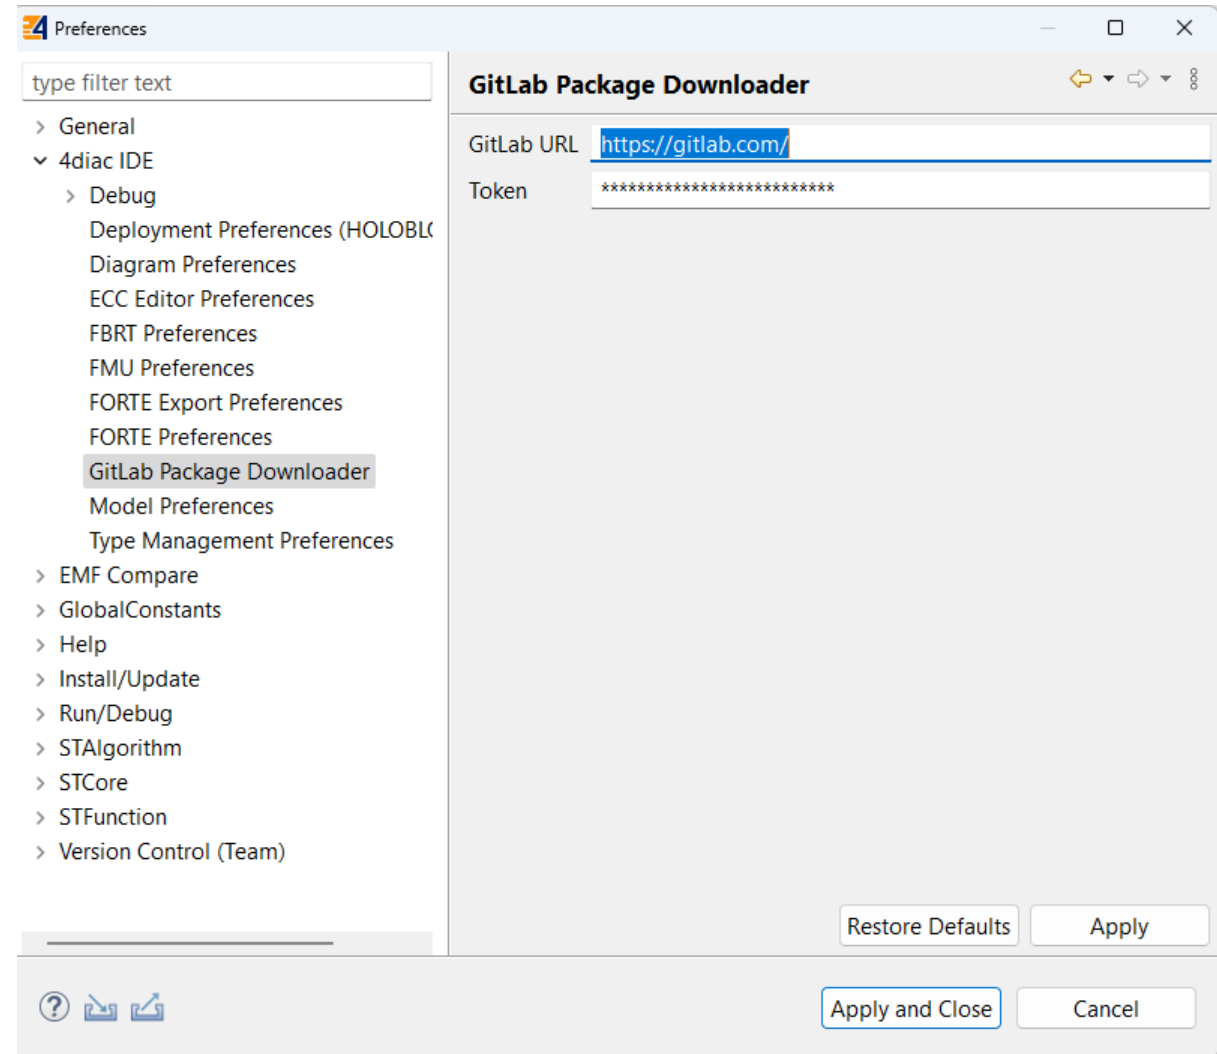 Preferences
type filter text
General
4diac IDE
Debug
Deployment Preferences (HOLOBL
Diagram Preferences
ECC Editor Preferences
FBRT Preferences
FMU Preferences
FORTE Export Preferences
FORTE Preferences
GitLab Package Downloader
Model Preferences
Type Management Preferences
EMF Compare
GlobalConstants
Help
Install/Update
Run/Debug
STAlgorithm
STCore
STFunction
Version Control (Team)
GitLab Package Downloader
GitLab URL https://gitlab.com/
Token **************************
Restore Defaults Apply
Apply and Close Cancel